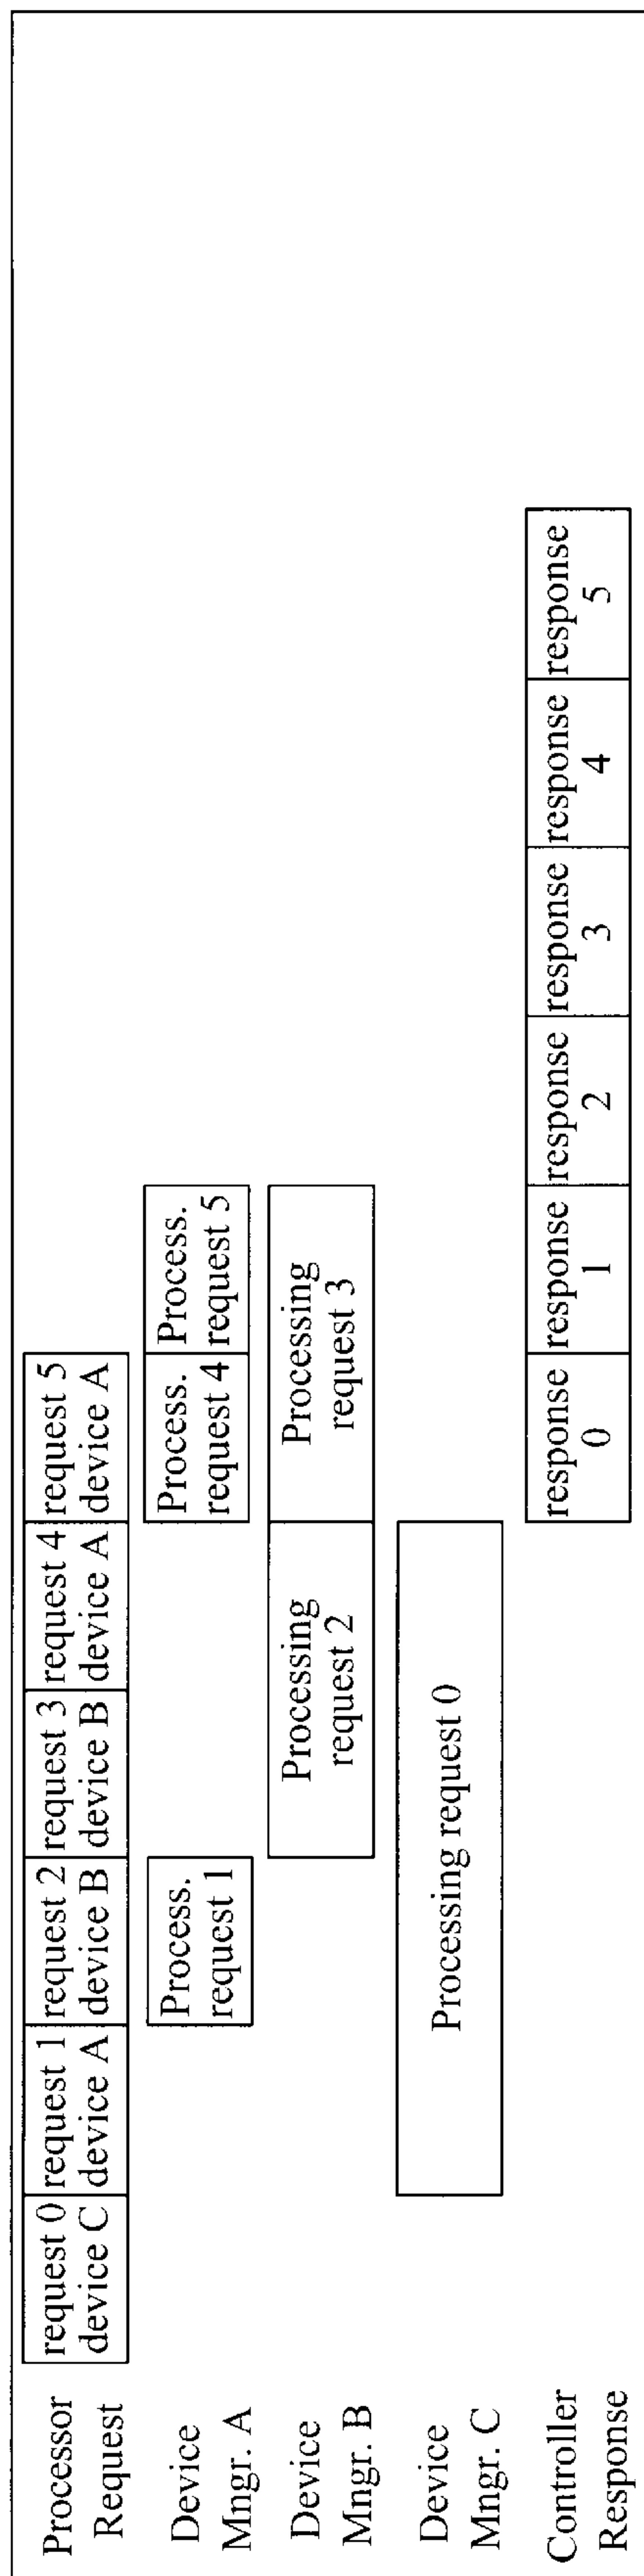 Processor
Request
request 0
device C
request 1
device A
request 2
device B
request 3
device B
request 4
device A
request 5
device A
Device
Mngr. A
Process.
request 1
Process.
request 4
Process.
request 5
Device
Mngr. B
Processing
request 2
Processing
request 3
Device
Mngr. C
Processing request 0
Controller
Response
response
0
response
1
response
2
response
3
response
4
response
5